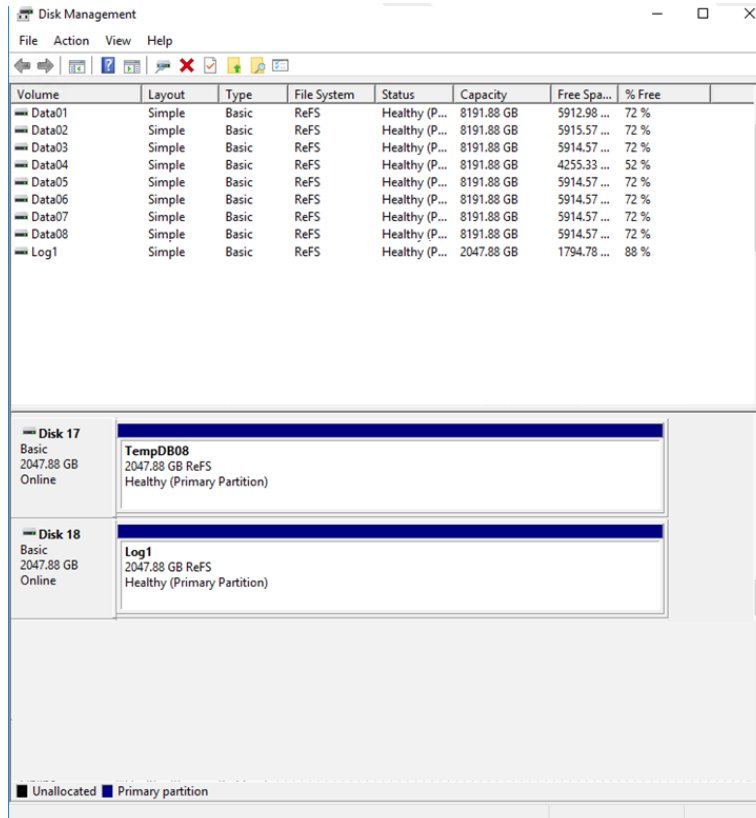 Disk Management
File Action View Help
Volume Layout Type File System Status Capacity Free Spa... % Free
Data01 Simple Basic ReFS Healthy (P... 8191.88 GB 5912.98 ... 72 %
Data02 Simple Basic ReFS Healthy (P... 8191.88 GB 5915.57 ... 72 %
Data03 Simple Basic ReFS Healthy (P... 8191.88 GB 5914.57 ... 72 %
Data04 Simple Basic ReFS Healthy (P... 8191.88 GB 4255.33 ... 52 %
Data05 Simple Basic ReFS Healthy (P... 8191.88 GB 5914.57 ... 72 %
Data06 Simple Basic ReFS Healthy (P... 8191.88 GB 5914.57 ... 72 %
Data07 Simple Basic ReFS Healthy (P... 8191.88 GB 5914.57 ... 72 %
Data08 Simple Basic ReFS Healthy (P... 8191.88 GB 5914.57 ... 72 %
Log1 Simple Basic ReFS Healthy (P... 2047.88 GB 1794.78 ... 88 %
Disk 17
Basic
2047.88 GB
Online
TempDB08
2047.88 GB ReFS
Healthy (Primary Partition)
Disk 18
Basic
2047.88 GB
Online
Log1
2047.88 GB ReFS
Healthy (Primary Partition)
Unallocated Primary partition